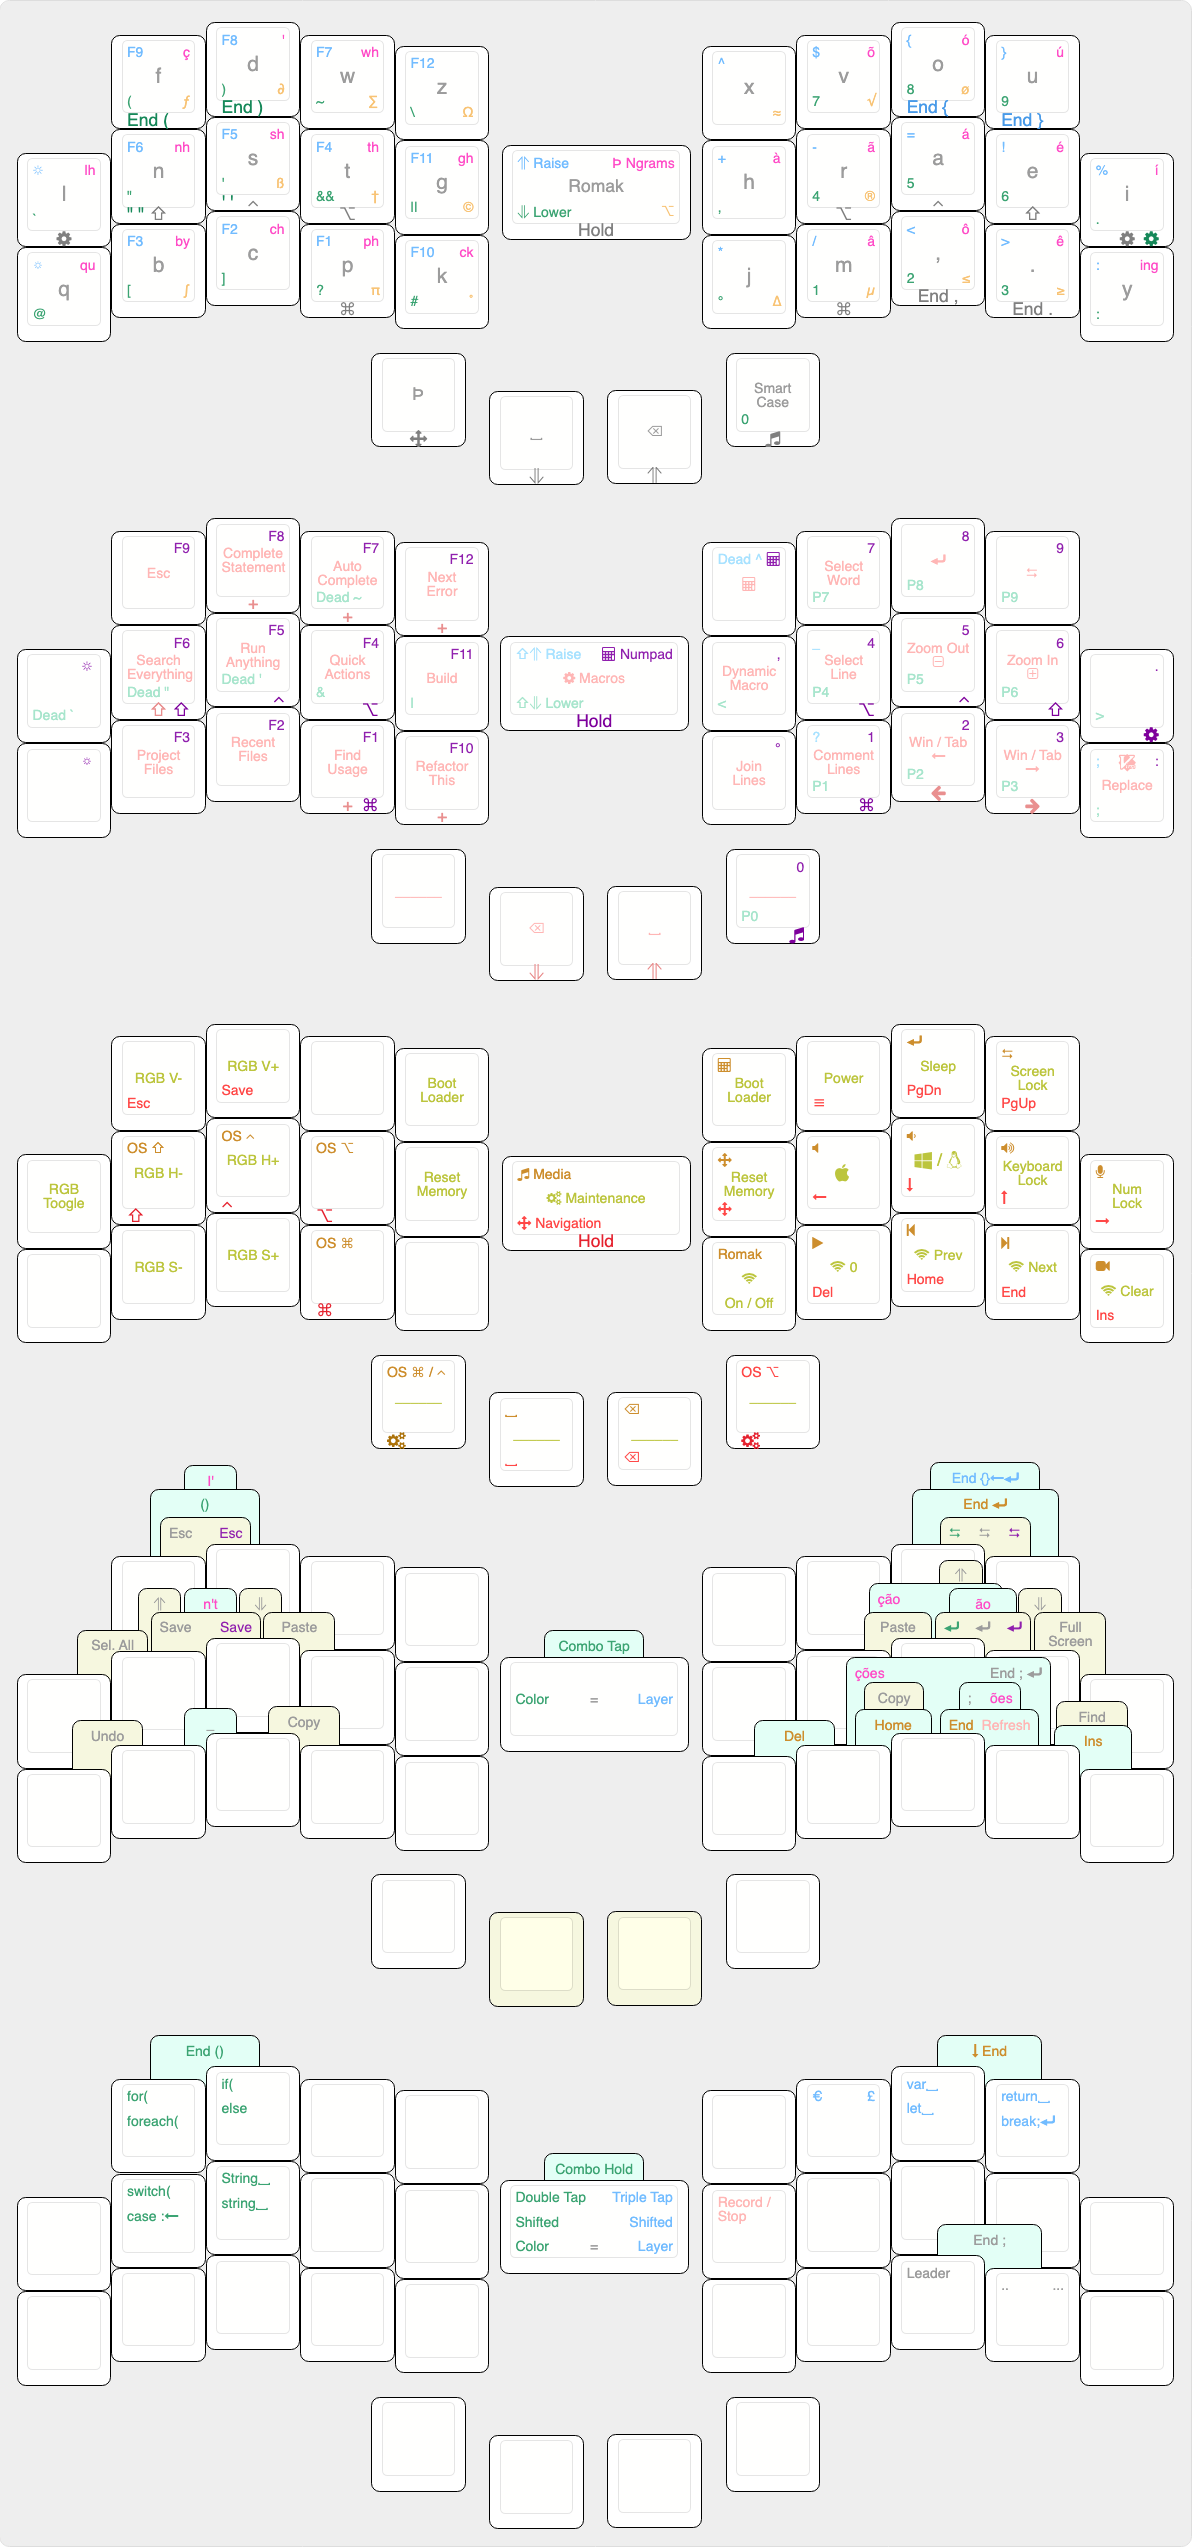 F9 ç
f
( ƒ
End (
F8 '
d
) ∂
End )
F7 wh
w
~ ∑
F12
z
\ Ω
^
x
≈
$ õ
v
7 √
{ ó
o
8 ø
End {
} ú
u
9
End }
lh
l
`
F6 nh
n
"
" " ⇧
F5 sh
s
' ß
' ' ^
F4 th
t
&& †
⌥
F11 gh
g
|| ©
⇑ Raise Þ Ngrams
Romak
⇓ Lower ⌥
Hold
+ à
h
,
- ã
r
4 ®
⌥
= á
a
5
^
! é
e
6
⇧
% í
i
.
qu
q
@
F3 by
b
[ ∫
F2 ch
c
]
F1 ph
p
? π
⌘
F10 ck
k
# °
*
j
° Δ
/ â
m
1 µ
⌘
< ô
,
2 ≤
End ,
> ê
.
3 ≥
End .
: ing
y
:
Þ
⇓
⌫
⇑
Smart
Case
0
F9
Esc
F8
Complete
Statement
+
F7
Auto
Complete
Dead ~
+
F12
Next
Error
+
Dead ^
7
Select
Word
P7
8
P8
9
P9
Dead `
F6
Search
Everything
Dead "
⇧ ⇧
F5
Run
Anything
Dead '
^
F4
Quick
Actions
&
⌥
F11
Build
|
⇧⇑ Raise Numpad
Macros
⇧⇓ Lower
Hold
,
Dynamic
Macro
<
_ 4
Select
Line
P4
⌥
5
Zoom Out
P5
^
6
Zoom In
P6
⇧
.
>
F3
Project
Files
F2
Recent
Files
F1
Find
Usage
+ ⌘
F10
Refactor
This
+
°
Join
Lines
? 1
Comment
Lines
P1
⌘
2
Win / Tab
←
P2
←
3
Win / Tab
→
P3
→
; :
Replace
;
⌫
⇓
⇑
0
P0
RGB V-
Esc
RGB V+
Save
Boot
Loader
Boot
Loader
Power
≡
Sleep
PgDn
Screen
Lock
PgUp
RGB
Toogle
OS ⇧
RGB H-
⇧
OS ^
RGB H+
^
OS ⌥
⌥
Reset
Memory
Media
Maintenance
Navigation
Hold
Reset
Memory
←
/
↓
Keyboard
Lock
↑
Num
Lock
→
RGB S-
RGB S+
OS ⌘
⌘
Romak
On / Off
0
Del
Prev
Home
Next
End
Clear
Ins
OS ⌘ / ^
⌫
⌫
OS ⌥
I'
()
Esc Esc
End {}←↵
End ↵
⇑ n't ⇓
Save Save Paste
Sel. All
Combo Tap
Color = Layer
Undo _ Copy
⇑
ção ão ⇓
Paste ↵ ↵ ↵ Full
Screen
ções End ; ↵
Copy ; ões
Del Home End Refresh
Find
Ins
End ()
for(
foreach(
if(
else
↓ End
€ £
var
let
return
break;↵
switch(
case :←
String
string
Combo Hold
Double Tap Triple Tap
Shifted Shifted
Color = Layer
Record /
Stop
End ;
Leader
.. ...